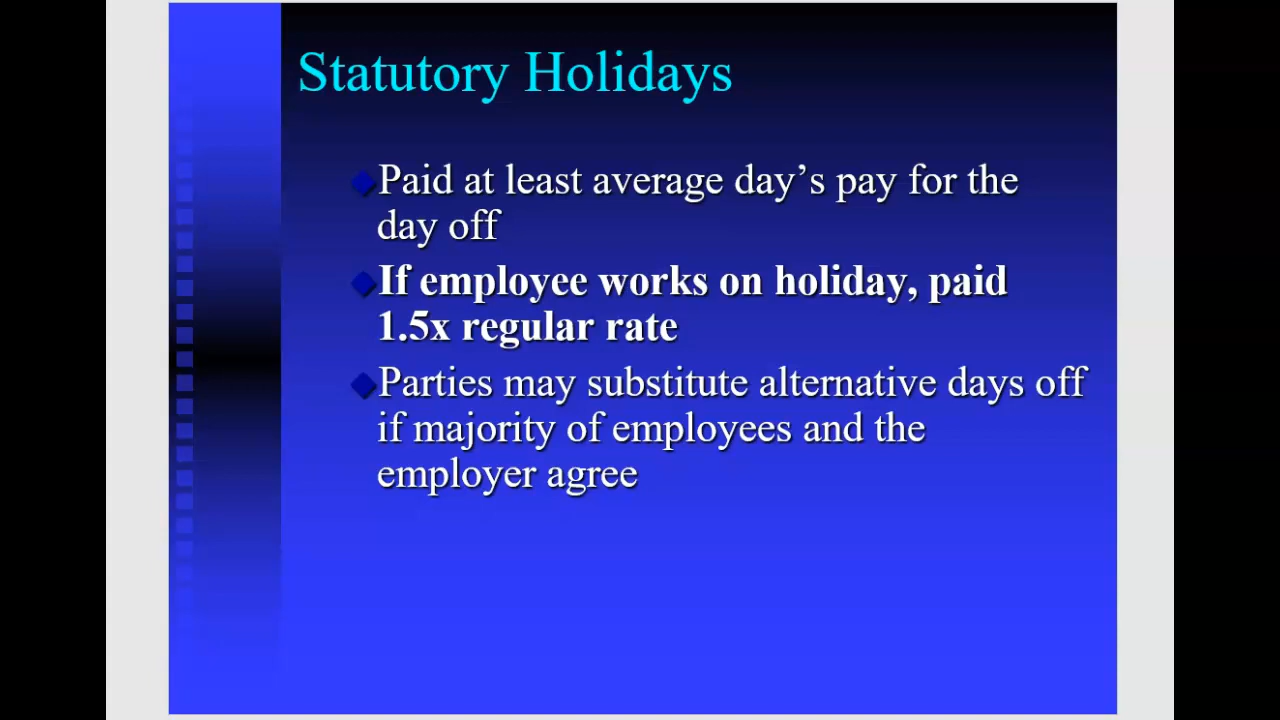 Statutory Holidays
Paid at least average day’s pay for the
day off
If employee works on holiday, paid
1.5x regular rate
Parties may substitute alternative days off
if majority of employees and the
employer agree